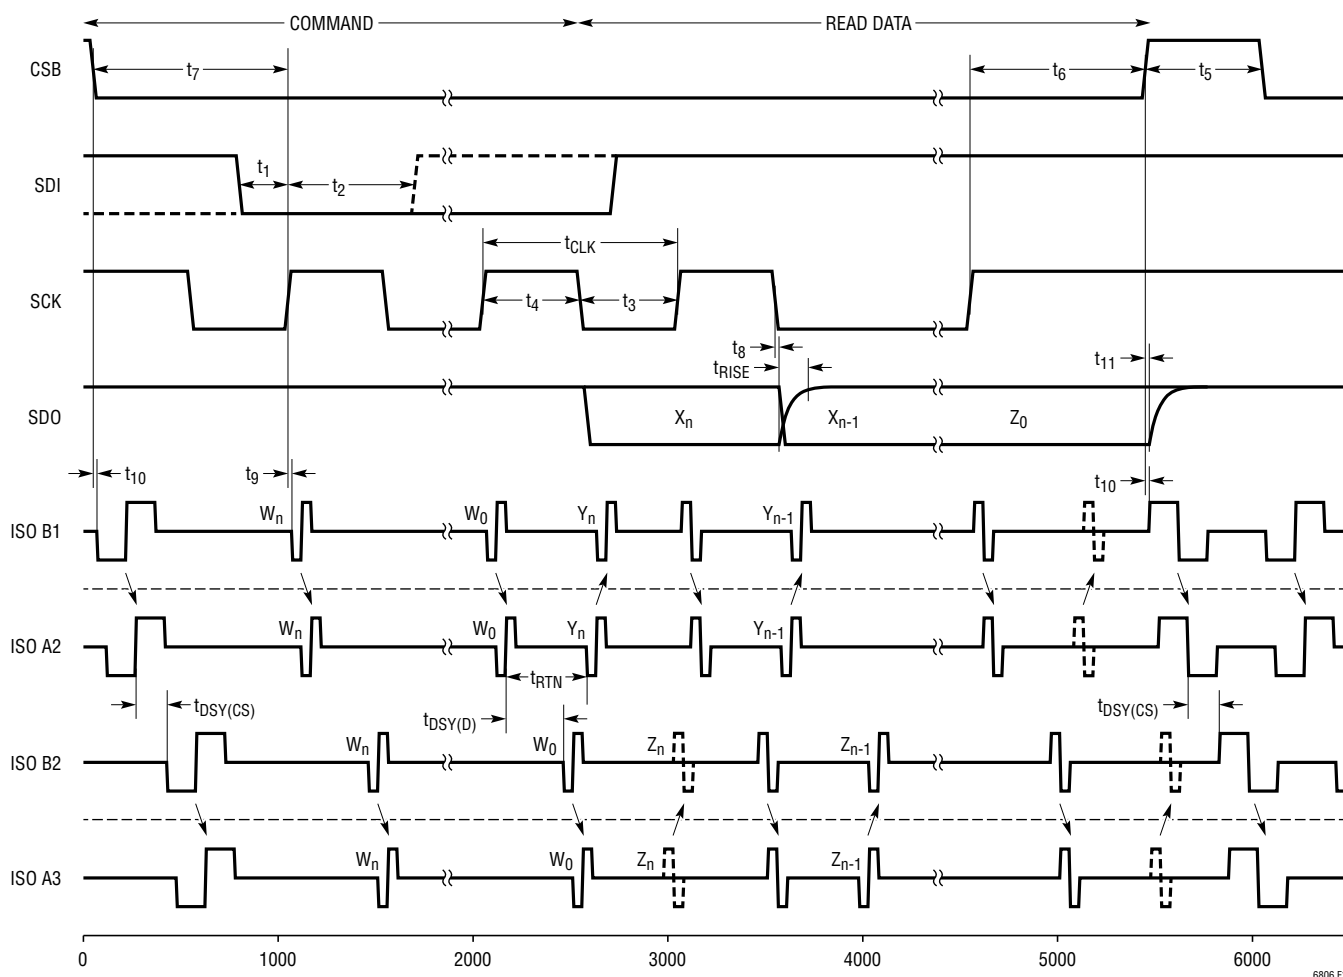 COMMAND READ DATA
CSB t7 t6 t5
t1
SDI t2
tCLK
SCK t4 t3
t8
tRISE t11
SDO Xn Xn-1 Z0
t10 t9 t10
Wn W0 Yn Yn-1
ISO B1
Wn W0 Yn Yn-1
ISO A2
tRTN
tDSY(CS) tDSY(D) tDSY(CS)
Wn W0 Zn Zn-1
ISO B2
Wn W0 Zn Zn-1
ISO A3
0 1000 2000 3000 4000 5000 6000